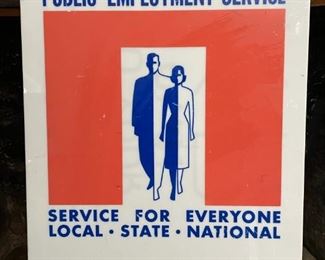 PUBLIC EMPLOYMENT SERVICE
SERVICE FOR EVERYONE
LOCAL · STATE · NATIONAL